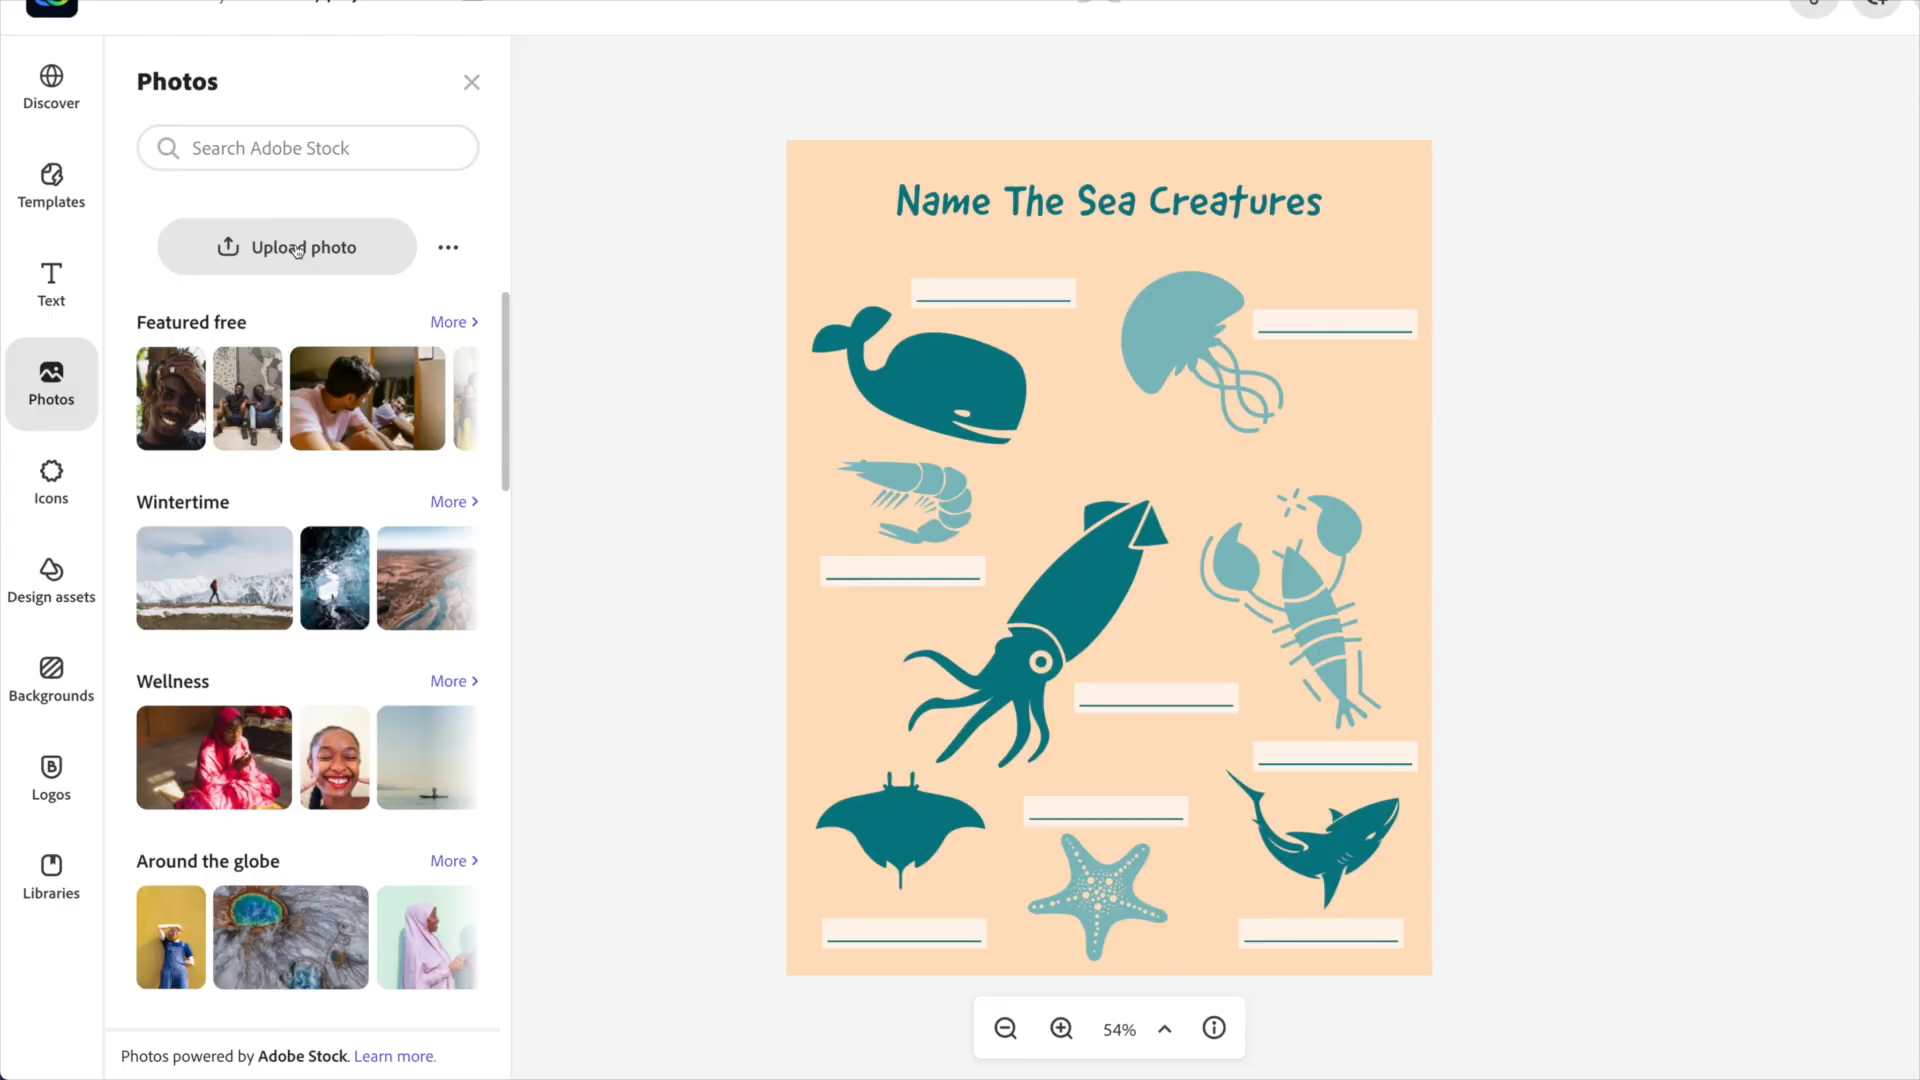 Discover
Templates
Text
Photos
Icons
Design assets
Backgrounds
Logos
Libraries
Photos
Search Adobe Stock
Upload photo
Featured free
More
Wintertime
More
Wellness
More
Around the globe
More
Photos powered by Adobe Stock. Learn more.
Name The Sea Creatures
54%